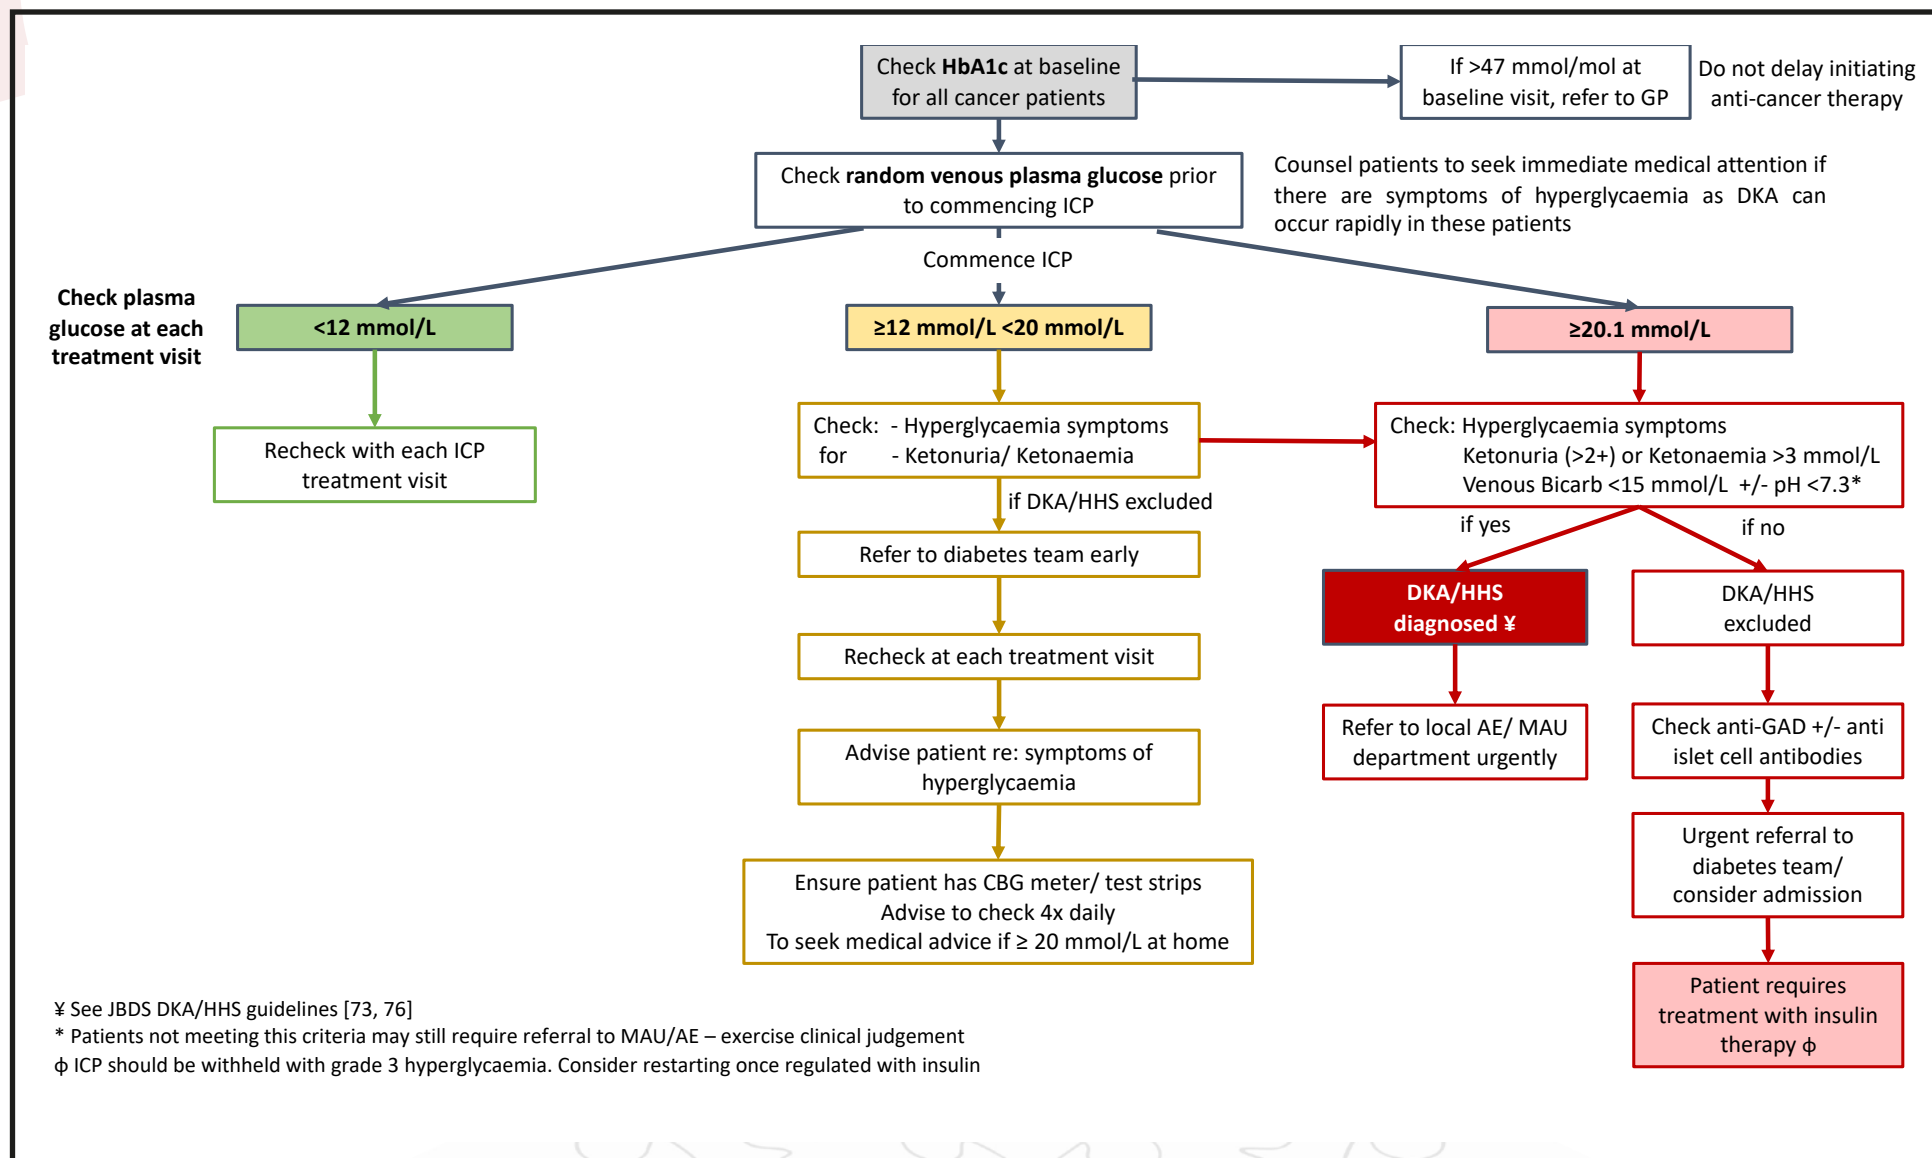 Check HbA1c at baseline
for all cancer patients
If >47 mmol/mol at
baseline visit, refer to GP
Do not delay initiating
anti-cancer therapy
Check random venous plasma glucose prior
to commencing ICP
Counsel patients to seek immediate medical attention if
there are symptoms of hyperglycaemia as DKA can
occur rapidly in these patients
Commence ICP
Check plasma
glucose at each
treatment visit
<12 mmol/L
≥12 mmol/L <20 mmol/L
≥20.1 mmol/L
Recheck with each ICP
treatment visit
Check: - Hyperglycaemia symptoms
for - Ketonuria/ Ketonaemia
if DKA/HHS excluded
Refer to diabetes team early
Recheck at each treatment visit
Advise patient re: symptoms of
hyperglycaemia
Ensure patient has CBG meter/ test strips
Advise to check 4x daily
To seek medical advice if ≥ 20 mmol/L at home
Check: Hyperglycaemia symptoms
Ketonuria (>2+) or Ketonaemia >3 mmol/L
Venous Bicarb <15 mmol/L +/- pH <7.3*
if yes
if no
DKA/HHS
diagnosed ¥
DKA/HHS
excluded
Refer to local AE/ MAU
department urgently
Check anti-GAD +/- anti
islet cell antibodies
Urgent referral to
diabetes team/
consider admission
Patient requires
treatment with insulin
therapy ϕ
¥ See JBDS DKA/HHS guidelines [73, 76]
* Patients not meeting this criteria may still require referral to MAU/AE – exercise clinical judgement
ϕ ICP should be withheld with grade 3 hyperglycaemia. Consider restarting once regulated with insulin